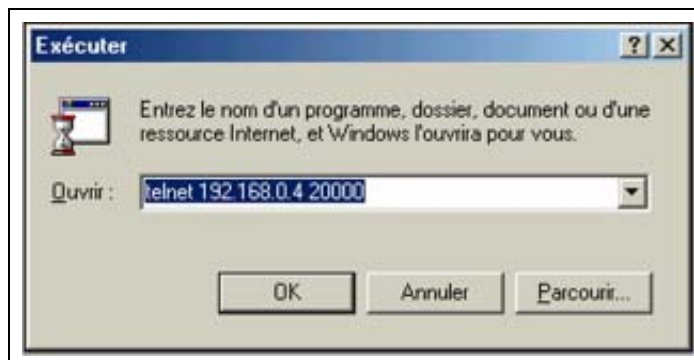 Exécuter
Entrez le nom d'un programme, dossier, document ou d'une
ressource Internet, et Windows l'ouvrira pour vous.
Ouvrir : telnet 192.168.0.4 20000
OK Annuler Parcourir...